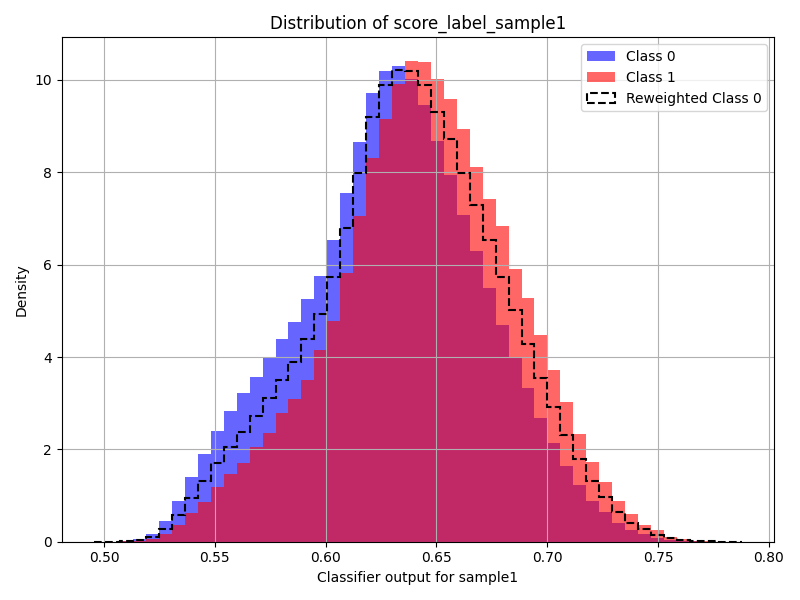 Distribution of score_label_sample1
Class 0
Class 1
Reweighted Class 0
Density
10
8
6
4
2
0
0.50 0.55 0.60 0.65 0.70 0.75 0.80
Classifier output for sample1